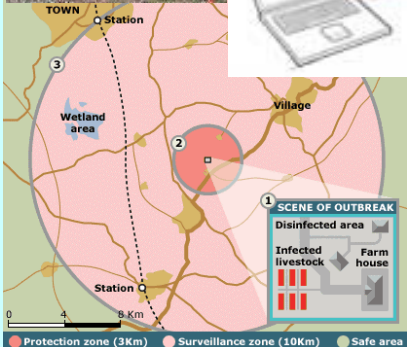 TOWN
Station
3
Wetland
area
Village
2
1
SCENE OF OUTBREAK
Disinfected area
Infected
livestock
Farm
house
Station
0 4 8 Km
Protection zone (3Km) Surveillance zone (10Km) Safe area